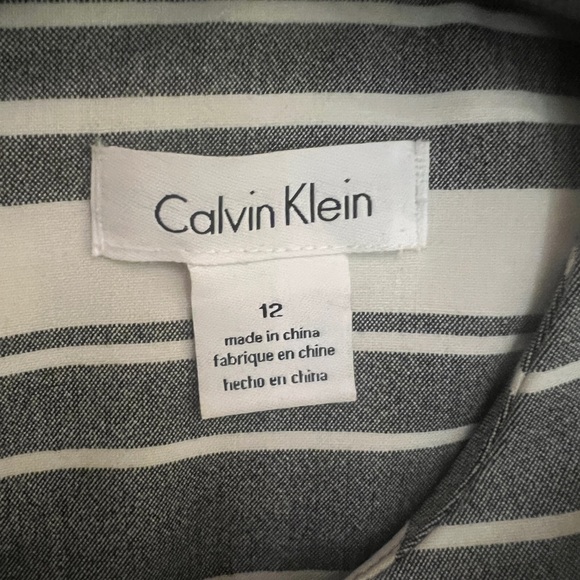 Calvin Klein
12
made in china
fabrique en chine
hecho en china